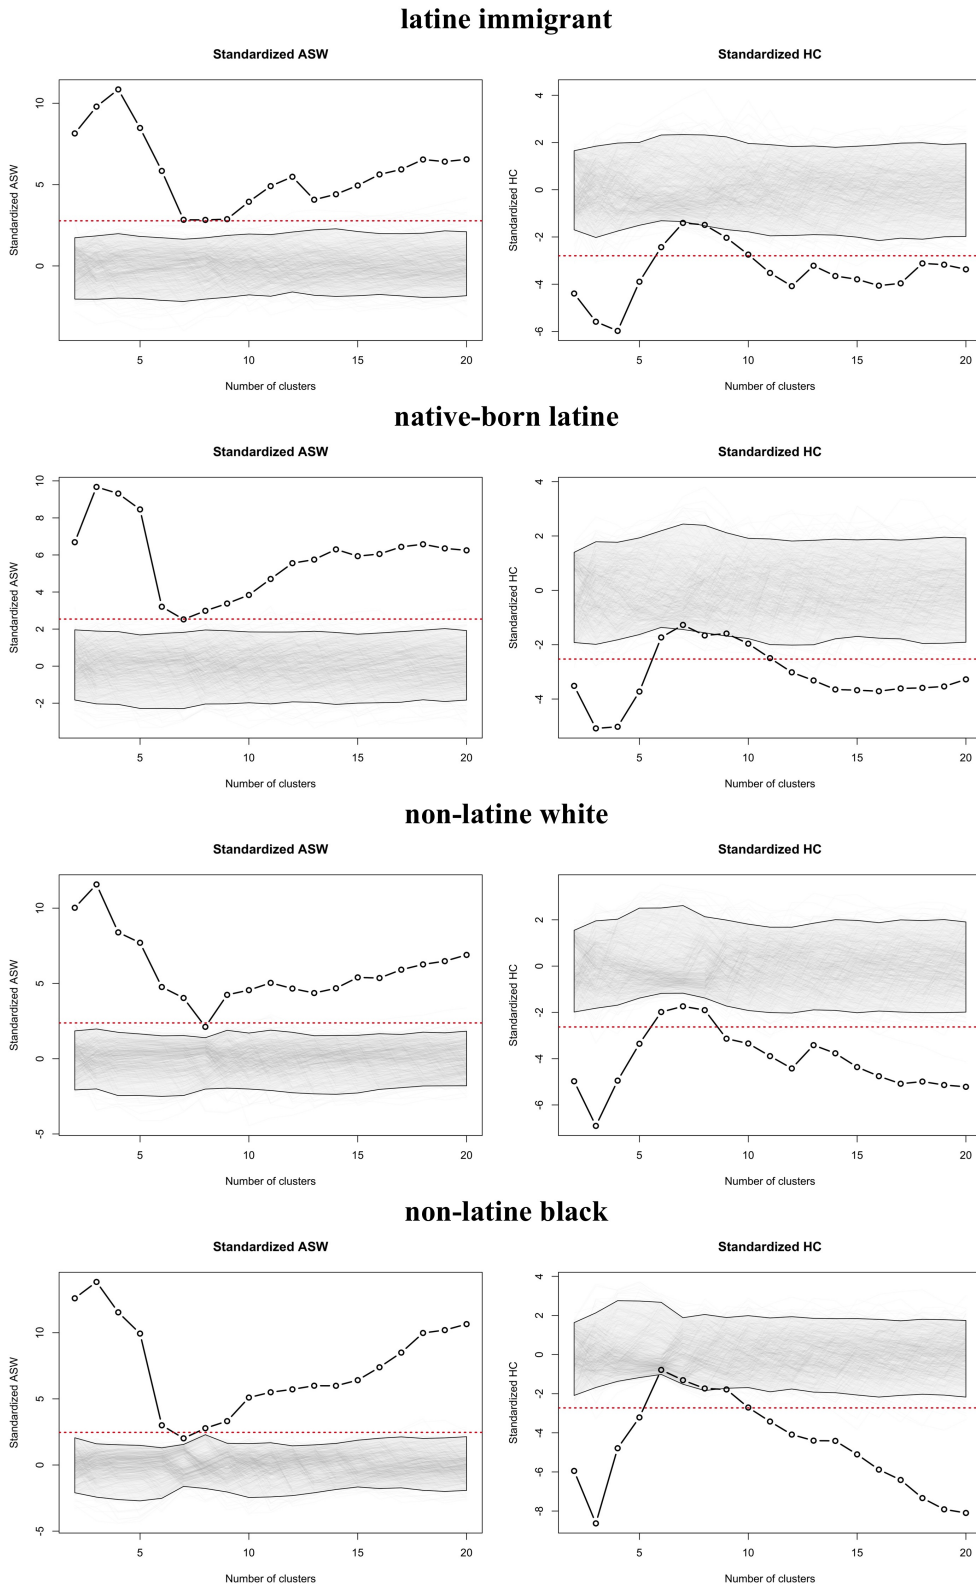 latine immigrant
Standardized ASW
Standardized HC
Standardized ASW
10
5
0
5
10
15
20
Number of clusters
Standardized HC
4
2
0
-2
-4
-6
5
10
15
20
Number of clusters
native-born latine
Standardized ASW
Standardized HC
Standardized ASW
10
8
6
4
2
0
-2
5
10
15
20
Number of clusters
Standardized HC
4
2
0
-2
-4
5
10
15
20
Number of clusters
non-latine white
Standardized ASW
Standardized HC
Standardized ASW
10
5
0
-5
5
10
15
20
Number of clusters
Standardized HC
2
0
-2
-4
-6
5
10
15
20
Number of clusters
non-latine black
Standardized ASW
Standardized HC
Standardized ASW
10
5
0
-5
5
10
15
20
Number of clusters
Standardized HC
4
2
0
-2
-4
-6
-8
5
10
15
20
Number of clusters